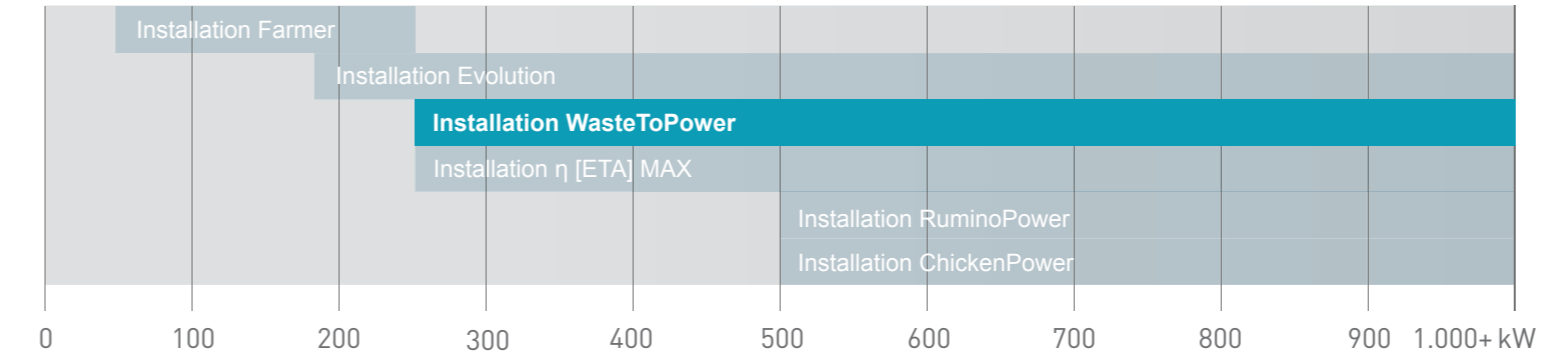 Installation Farmer
Installation Evolution
Installation WasteToPower
Installation η [ETA] MAX
Installation RuminoPower
Installation ChickenPower
0 100 200 300 400 500 600 700 800 900 1.000+ kW